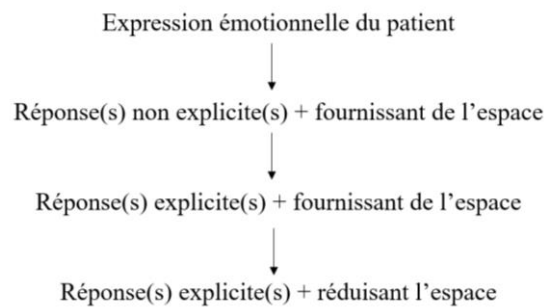 Expression émotionnelle du patient
Réponse(s) non explicite(s) + fournissant de l'espace
Réponse(s) explicite(s) + fournissant de l'espace
Réponse(s) explicite(s) + réduisant l'espace